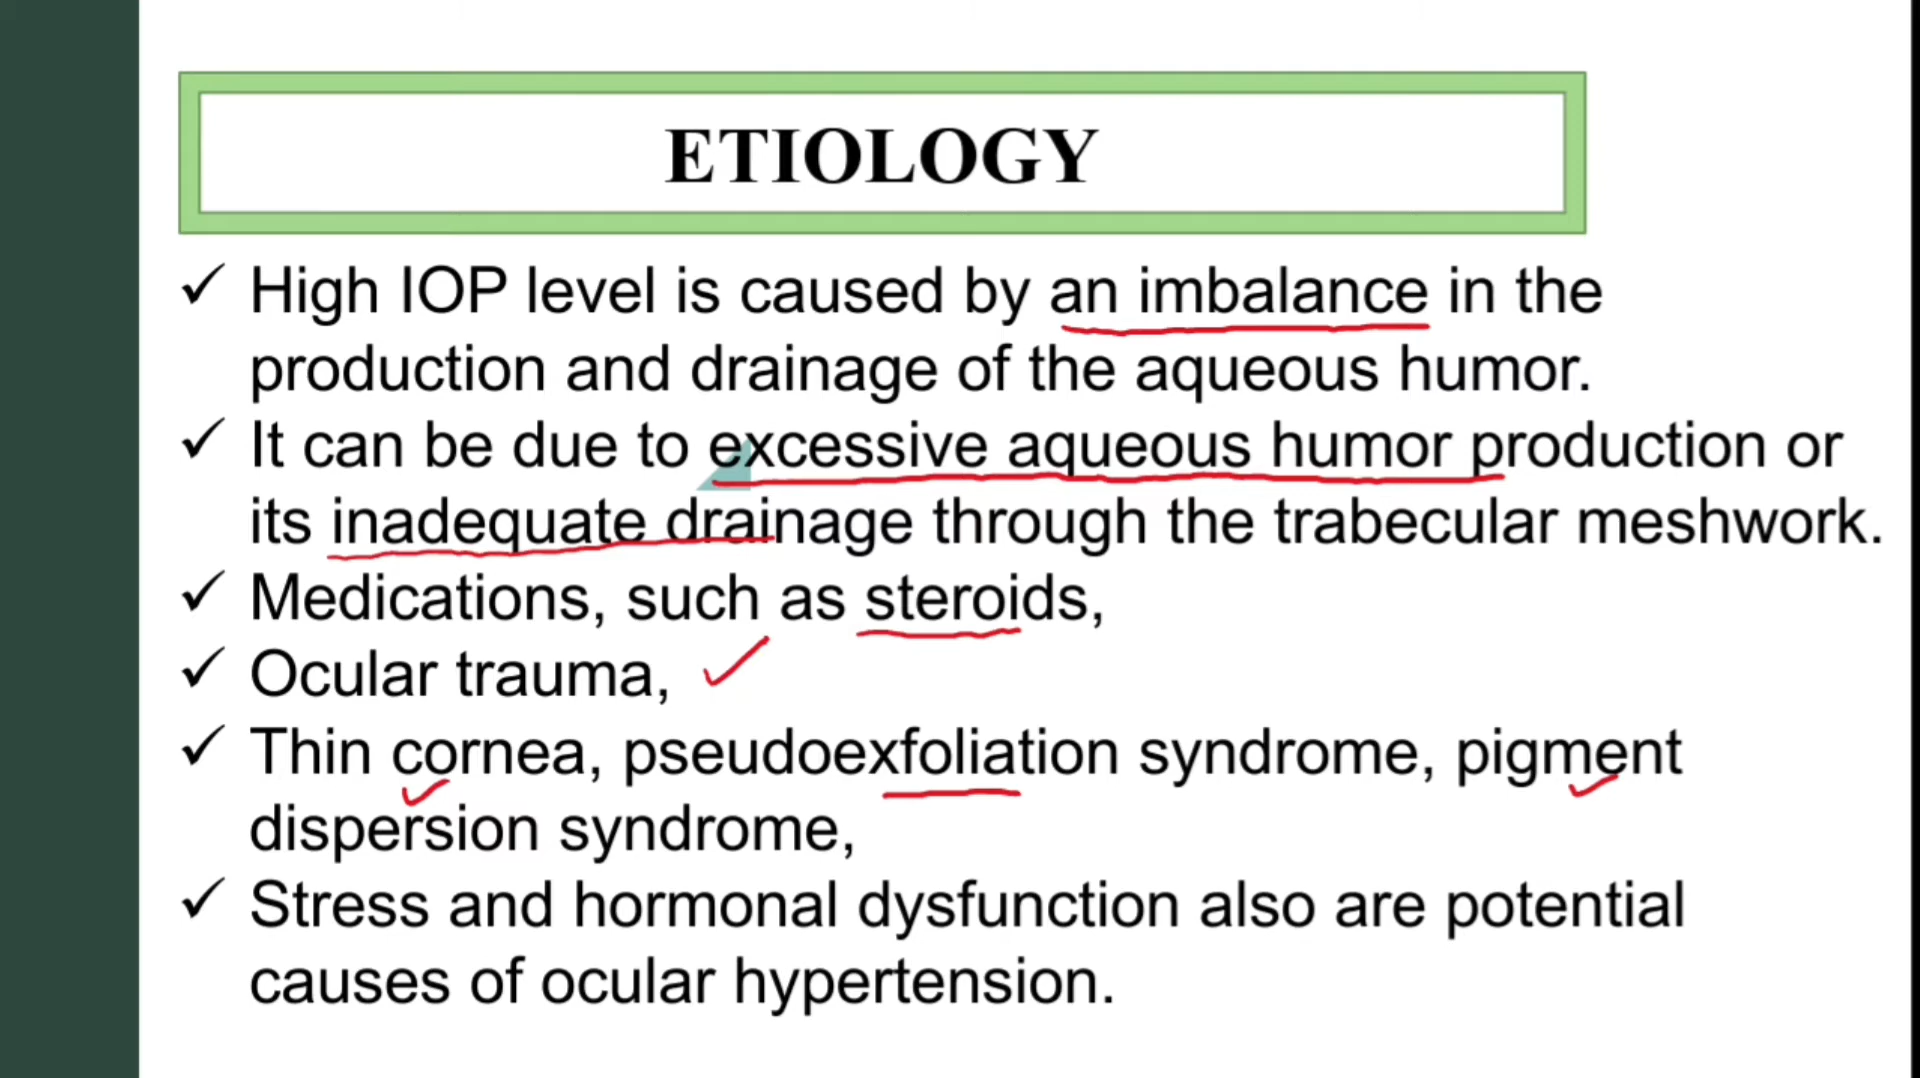 ETIOLOGY
✓ High IOP level is caused by an imbalance in the
production and drainage of the aqueous humor.
✓ It can be due to excessive aqueous humor production or
its inadequate drainage through the trabecular meshwork.
✓ Medications, such as steroids,
✓ Ocular trauma,
✓ Thin cornea, pseudoexfoliation syndrome, pigment
dispersion syndrome,
✓ Stress and hormonal dysfunction also are potential
causes of ocular hypertension.